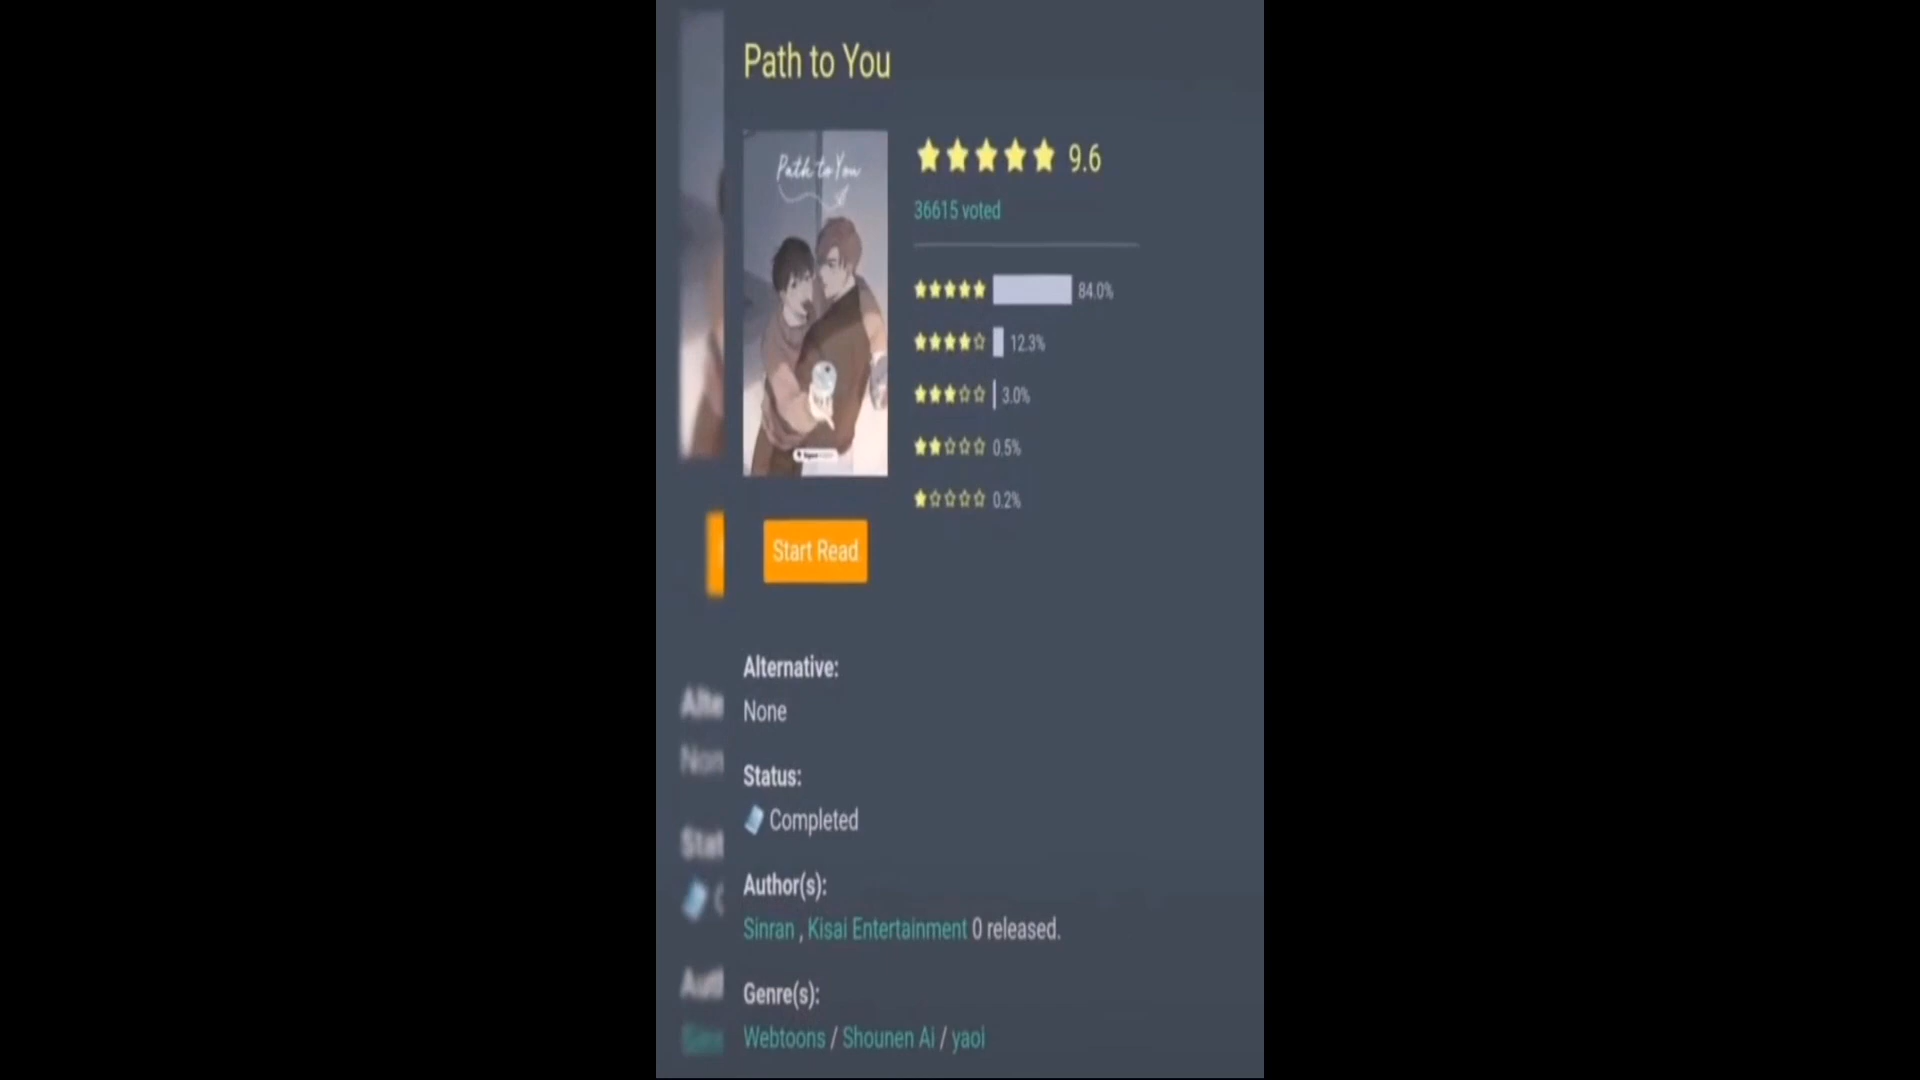 Path to You
Path to You
9.6
36615 voted
84.0%
12.3%
3.0%
0.5%
0.2%
Start Read
Alternative:
None
Status:
Completed
Author(s):
Sinran , Kisai Entertainment 0 released.
Genre(s):
Webtoons / Shounen Ai / yaoi